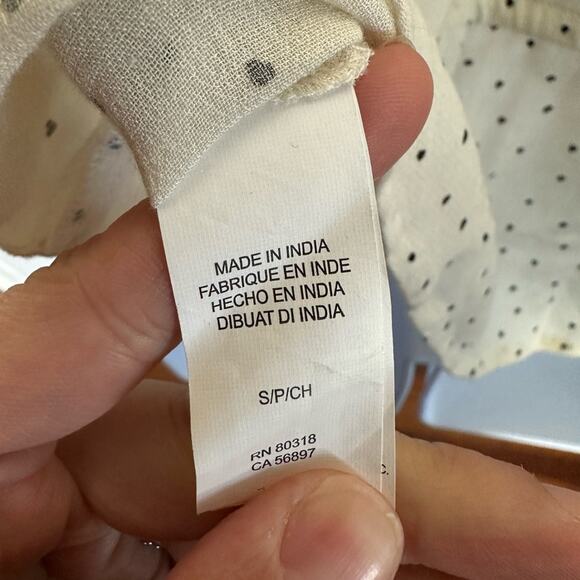 MADE IN INDIA
FABRIQUE EN INDE
HECHO EN INDIA
DIBUAT DI INDIA
S/P/CH
RN 80318
CA 56897
C.